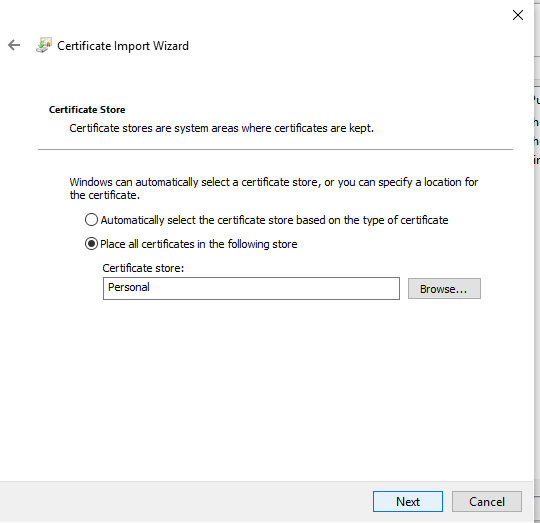 Certificate Import Wizard
Certificate Store
Certificate stores are system areas where certificates are kept.
Windows can automatically select a certificate store, or you can specify a location for
the certificate.
Automatically select the certificate store based on the type of certificate
Place all certificates in the following store
Certificate store:
Personal
Browse...
Next
Cancel